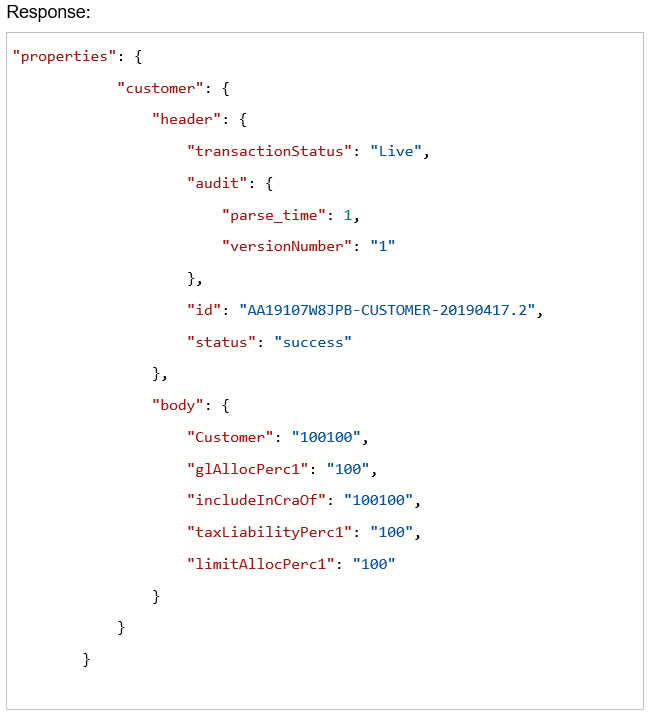 Response:
"properties": {
"customer": {
"header": {
"transactionStatus": "Live",
"audit": {
"parse_time": 1,
"versionNumber": "1"
},
"id": "AA19107W8JPB-CUSTOMER-20190417.2",
"status": "success"
},
"body": {
"Customer": "100100",
"glAllocPerc1": "100",
"includeInCraOf": "100100",
"taxLiabilityPerc1": "100",
"limitAllocPerc1": "100"
}
}
}